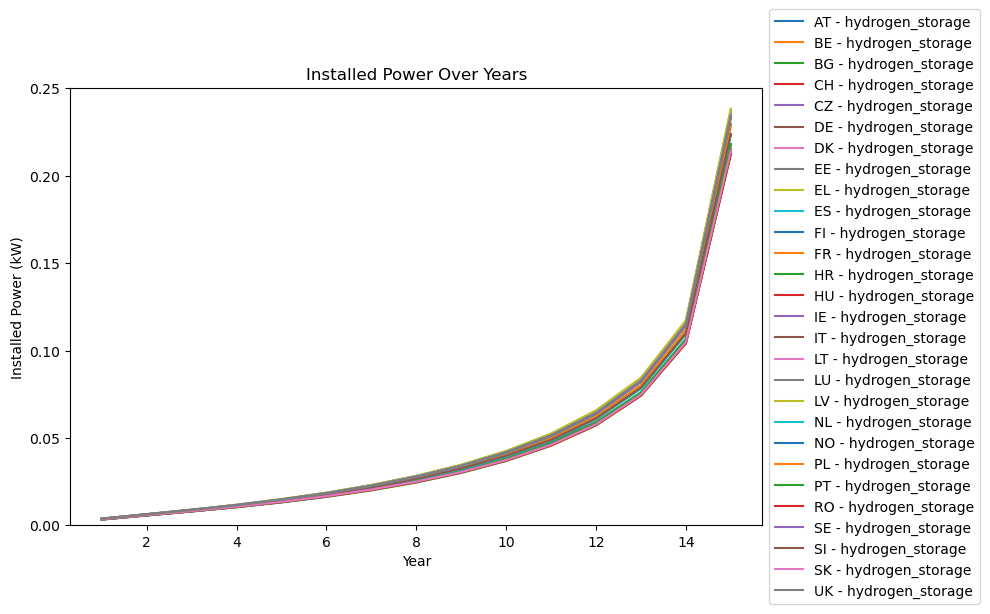 Installed Power Over Years
Installed Power (kW)
0.25
0.20
0.15
0.10
0.05
0.00
2
4
6
8
10
12
14
Year
AT - hydrogen_storage
BE - hydrogen_storage
BG - hydrogen_storage
CH - hydrogen_storage
CZ - hydrogen_storage
DE - hydrogen_storage
DK - hydrogen_storage
EE - hydrogen_storage
EL - hydrogen_storage
ES - hydrogen_storage
FI - hydrogen_storage
FR - hydrogen_storage
HR - hydrogen_storage
HU - hydrogen_storage
IE - hydrogen_storage
IT - hydrogen_storage
LT - hydrogen_storage
LU - hydrogen_storage
LV - hydrogen_storage
NL - hydrogen_storage
NO - hydrogen_storage
PL - hydrogen_storage
PT - hydrogen_storage
RO - hydrogen_storage
SE - hydrogen_storage
SI - hydrogen_storage
SK - hydrogen_storage
UK - hydrogen_storage